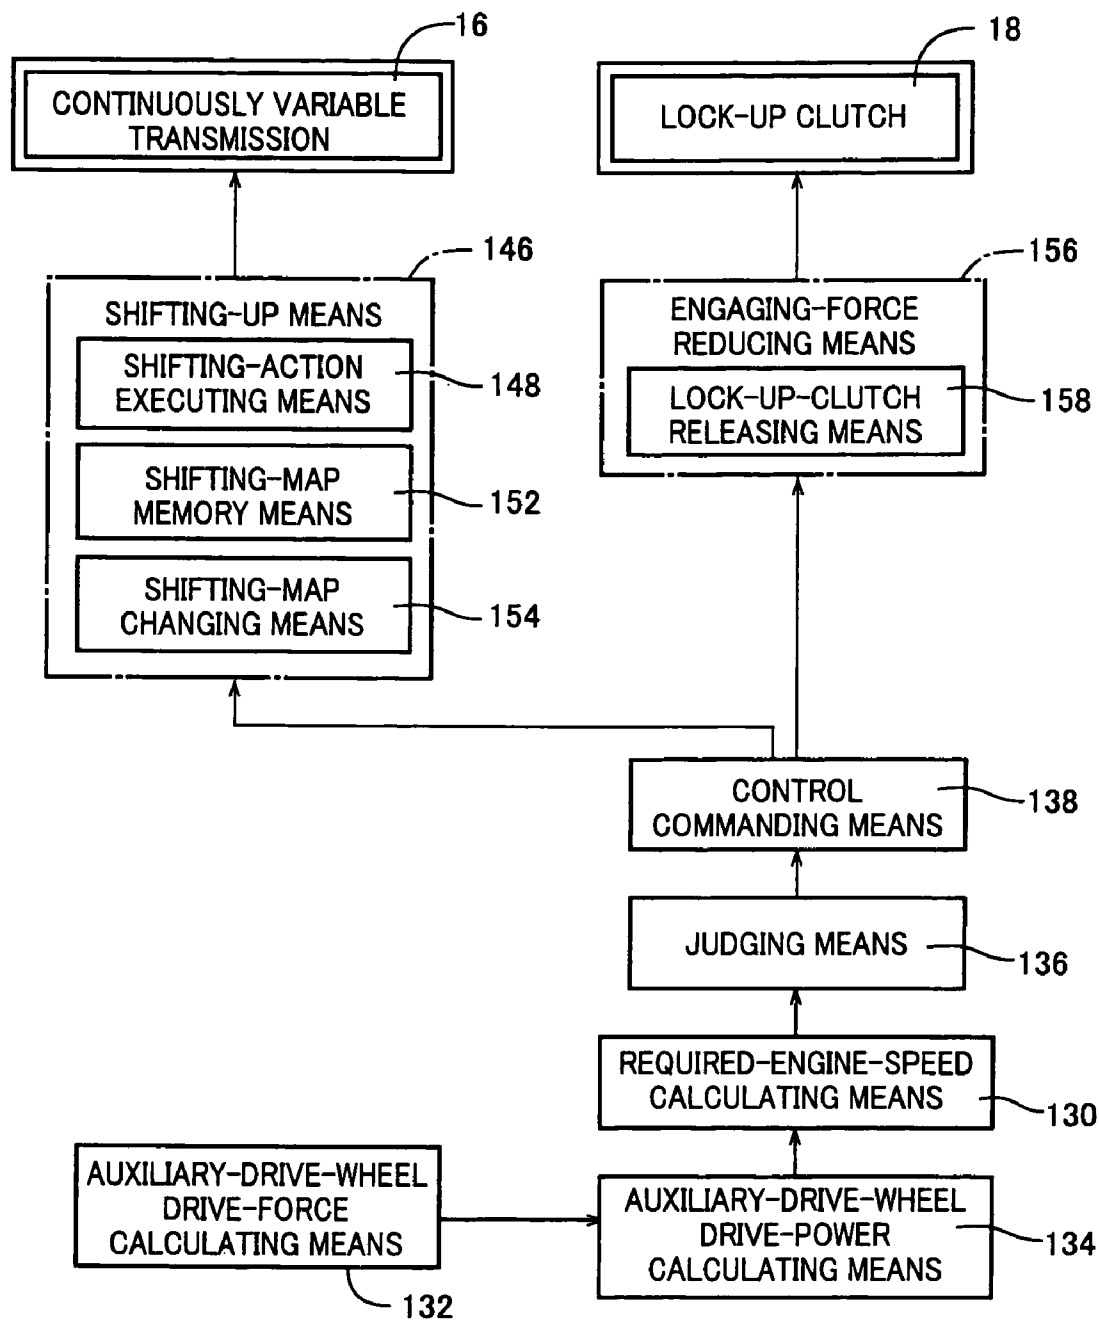 16
CONTINUOUSLY VARIABLE
TRANSMISSION
18
LOCK-UP CLUTCH
146
SHIFTING-UP MEANS
SHIFTING-ACTION
EXECUTING MEANS
148
SHIFTING-MAP
MEMORY MEANS
152
SHIFTING-MAP
CHANGING MEANS
154
156
ENGAGING-FORCE
REDUCING MEANS
LOCK-UP-CLUTCH
RELEASING MEANS
158
CONTROL
COMMANDING MEANS
138
JUDGING MEANS
136
REQUIRED-ENGINE-SPEED
CALCULATING MEANS
130
AUXILIARY-DRIVE-WHEEL
DRIVE-FORCE
CALCULATING MEANS
132
AUXILIARY-DRIVE-WHEEL
DRIVE-POWER
CALCULATING MEANS
134